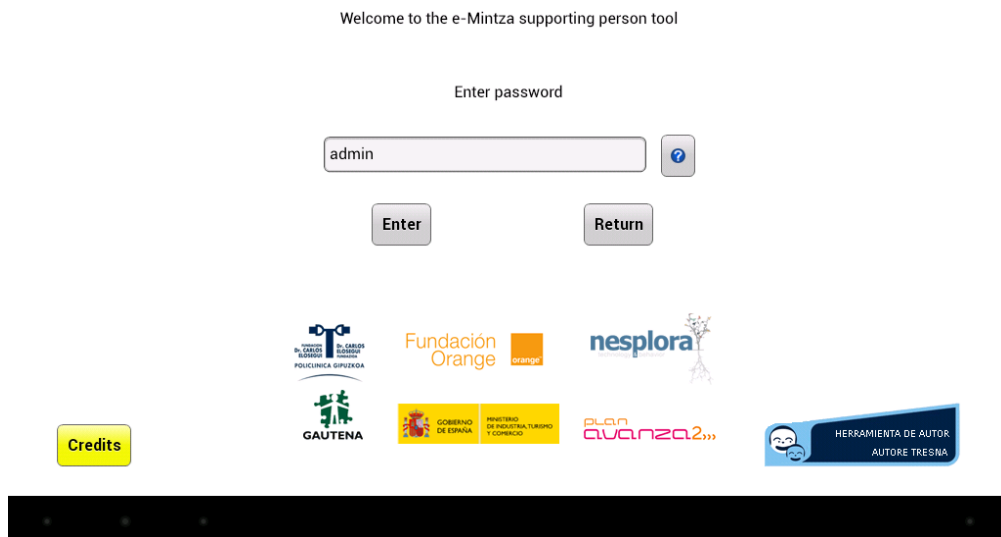 Welcome to the e-Mintza supporting person tool
Enter password
admin
?
Enter
Return
FUNDACIÓN
Dr. CARLOS
ELOSEGUI
Dr. CARLOS
ELOSEGUI
FUNDAZIOA
POLICLINICA GIPUZKOA
Fundación
Orange
orange™
nesplora
GAUTENA
GOBIERNO
DE ESPAÑA
MINISTERIO
DE INDUSTRIA, TURISMO
Y COMERCIO
PLAN
avanza2
Credits
HERRAMIENTA DE AUTOR
AUTORE TRESNA